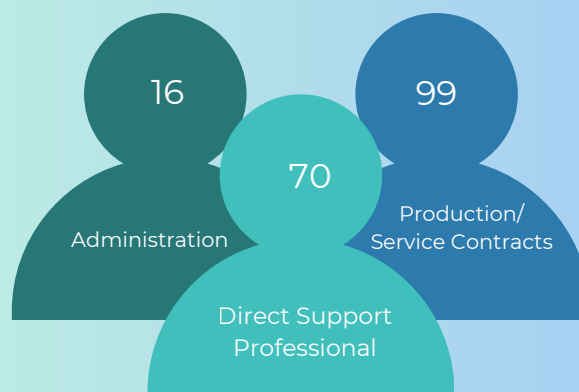 16
Administration
70
Direct Support
Professional
99
Production/
Service Contracts